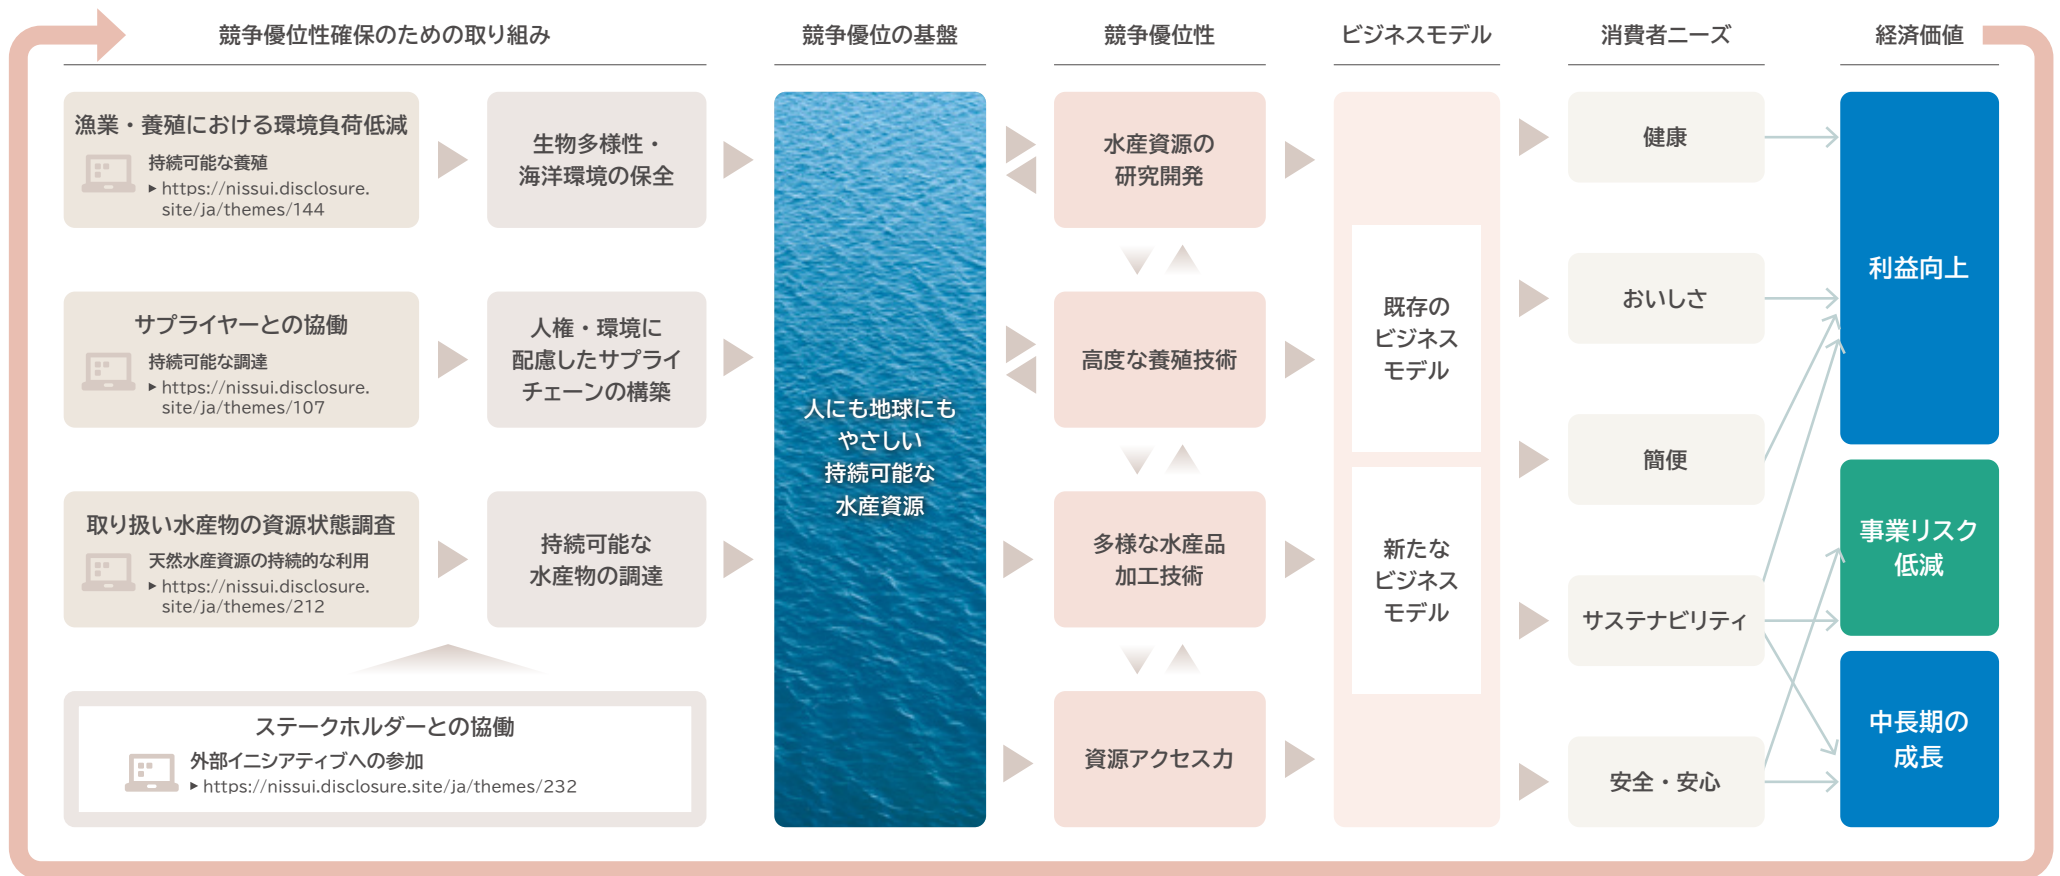 競争優位性確保のための取り組み
競争優位の基盤
競争優位性
ビジネスモデル
消費者ニーズ
経済価値
漁業・養殖における環境負荷低減
持続可能な養殖
https://nissui.disclosure.
site/ja/themes/144
生物多様性・
海洋環境の保全
サプライヤーとの協働
持続可能な調達
https://nissui.disclosure.
site/ja/themes/107
人権・環境に
配慮したサプライ
チェーンの構築
取り扱い水産物の資源状態調査
天然水産資源の持続的な利用
https://nissui.disclosure.
site/ja/themes/212
持続可能な
水産物の調達
ステークホルダーとの協働
外部イニシアティブへの参加
https://nissui.disclosure.site/ja/themes/232
人にも地球にも
やさしい
持続可能な
水産資源
水産資源の
研究開発
高度な養殖技術
多様な水産品
加工技術
資源アクセス力
既存の
ビジネス
モデル
新たな
ビジネス
モデル
健康
おいしさ
簡便
サステナビリティ
安全・安心
利益向上
事業リスク
低減
中長期の
成長